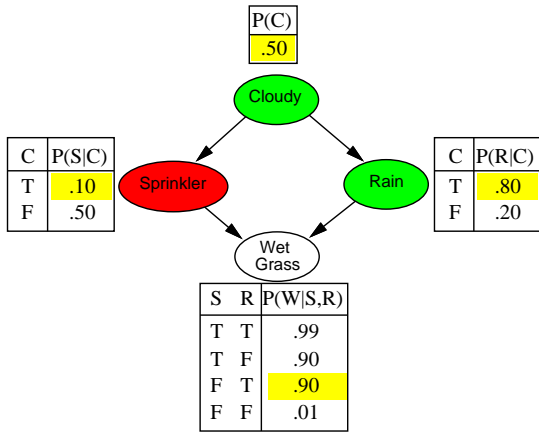 P(C)
.50
Cloudy
C P(S|C)
T .10
F .50
Sprinkler
Rain
C P(R|C)
T .80
F .20
Wet
Grass
S R P(W|S,R)
T T .99
T F .90
F T .90
F F .01